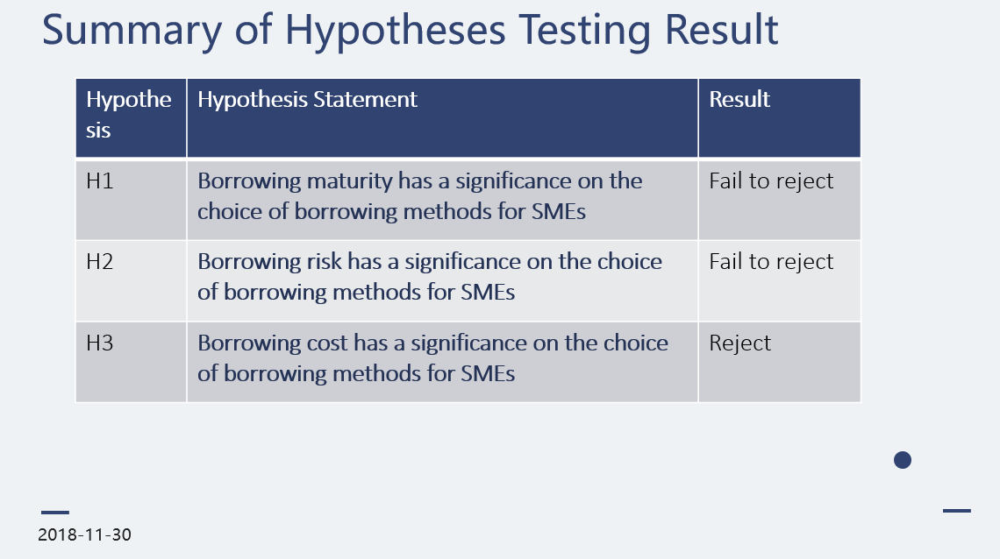 Summary of Hypotheses Testing Result
Hypothe
sis
Hypothesis Statement
Result
H1
Borrowing maturity has a significance on the
choice of borrowing methods for SMEs
Fail to reject
H2
Borrowing risk has a significance on the choice
of borrowing methods for SMEs
Fail to reject
H3
Borrowing cost has a significance on the choice
of borrowing methods for SMEs
Reject
2018-11-30